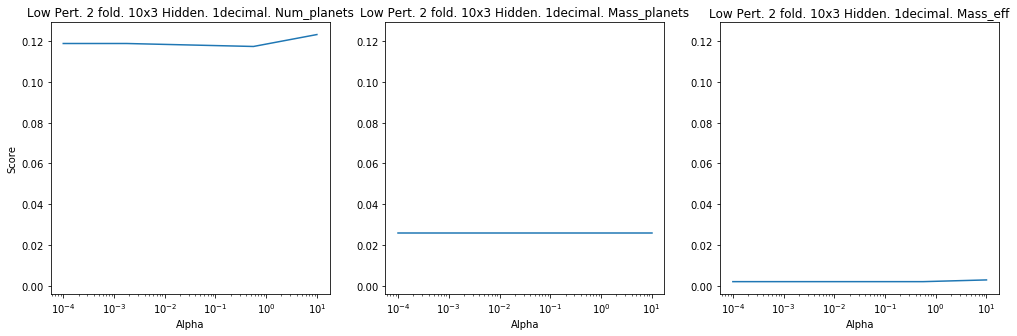 Low Pert. 2 fold. 10x3 Hidden. 1decimal. Num_planets
Score
0.12
0.10
0.08
0.06
0.04
0.02
0.00
10⁻⁴ 10⁻³ 10⁻² 10⁻¹ 10⁰ 10¹
Alpha
Low Pert. 2 fold. 10x3 Hidden. 1decimal. Mass_planets
0.12
0.10
0.08
0.06
0.04
0.02
0.00
10⁻⁴ 10⁻³ 10⁻² 10⁻¹ 10⁰ 10¹
Alpha
Low Pert. 2 fold. 10x3 Hidden. 1decimal. Mass_eff
0.12
0.10
0.08
0.06
0.04
0.02
0.00
10⁻⁴ 10⁻³ 10⁻² 10⁻¹ 10⁰ 10¹
Alpha